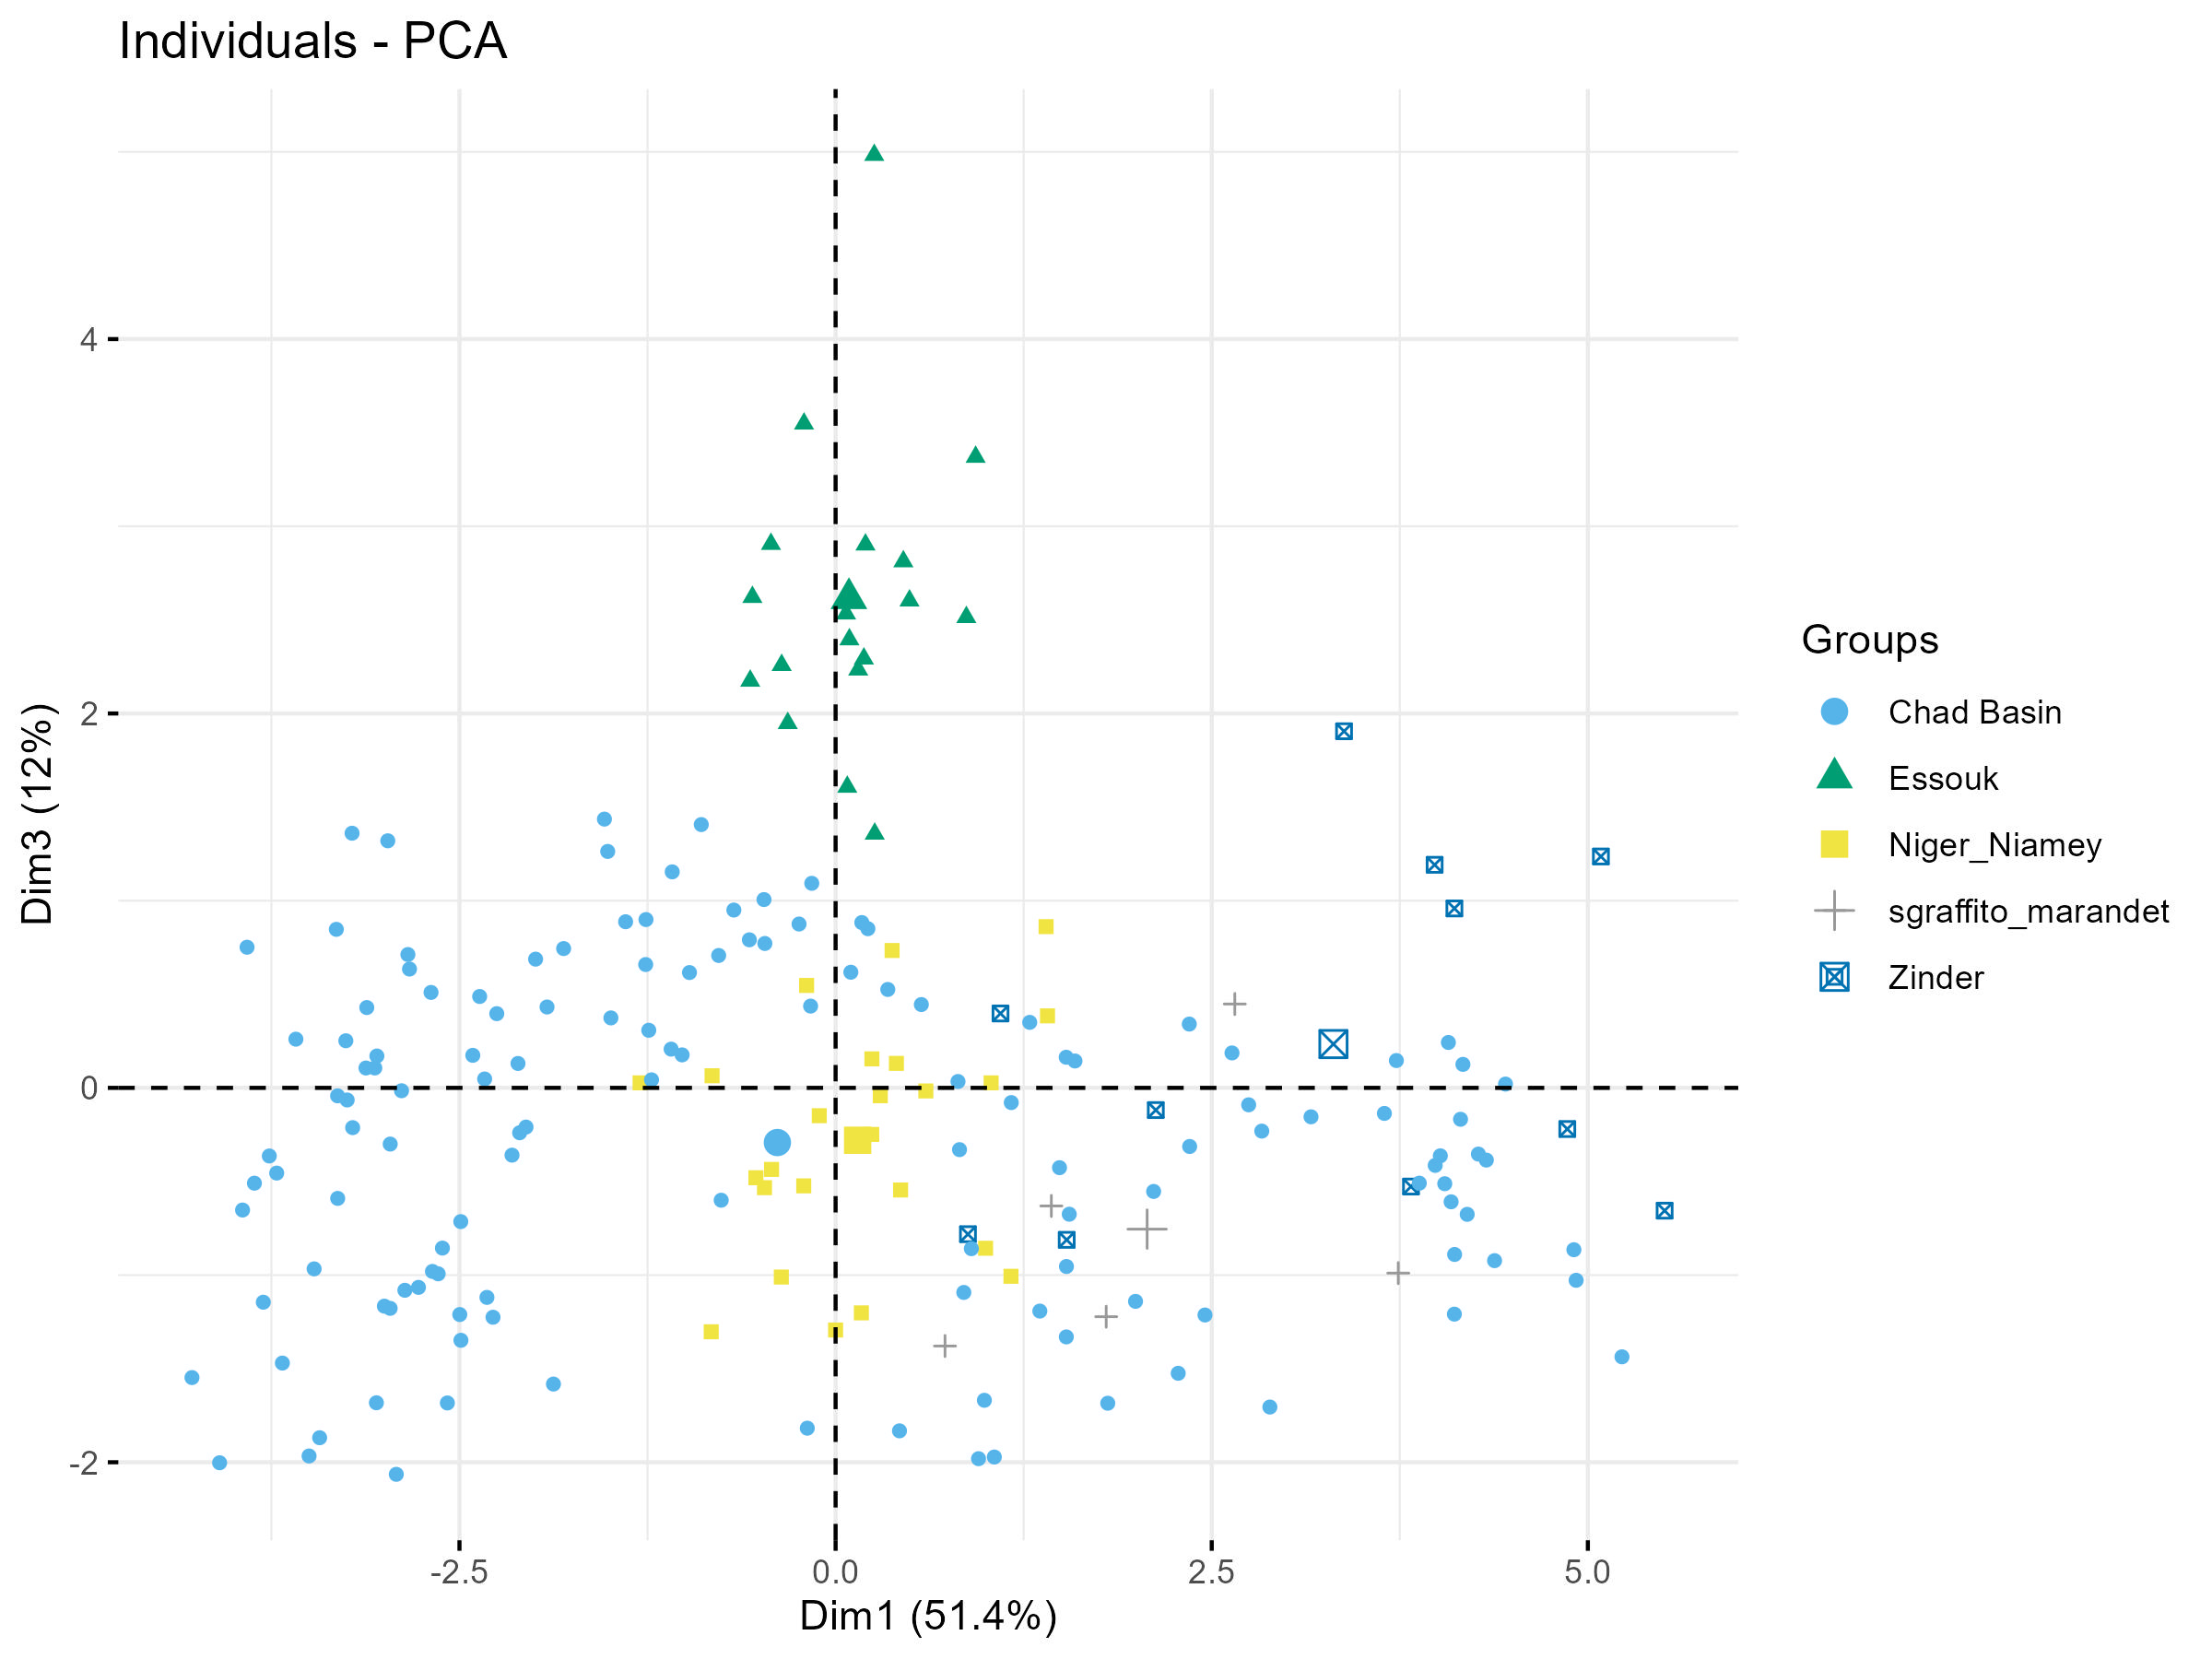 Individuals - PCA
Dim3 (12%)
4
2
0
-2
-2.5 0.0 2.5 5.0
Dim1 (51.4%)
Groups
Chad Basin
Essouk
Niger_Niamey
sgraffito_marandet
Zinder